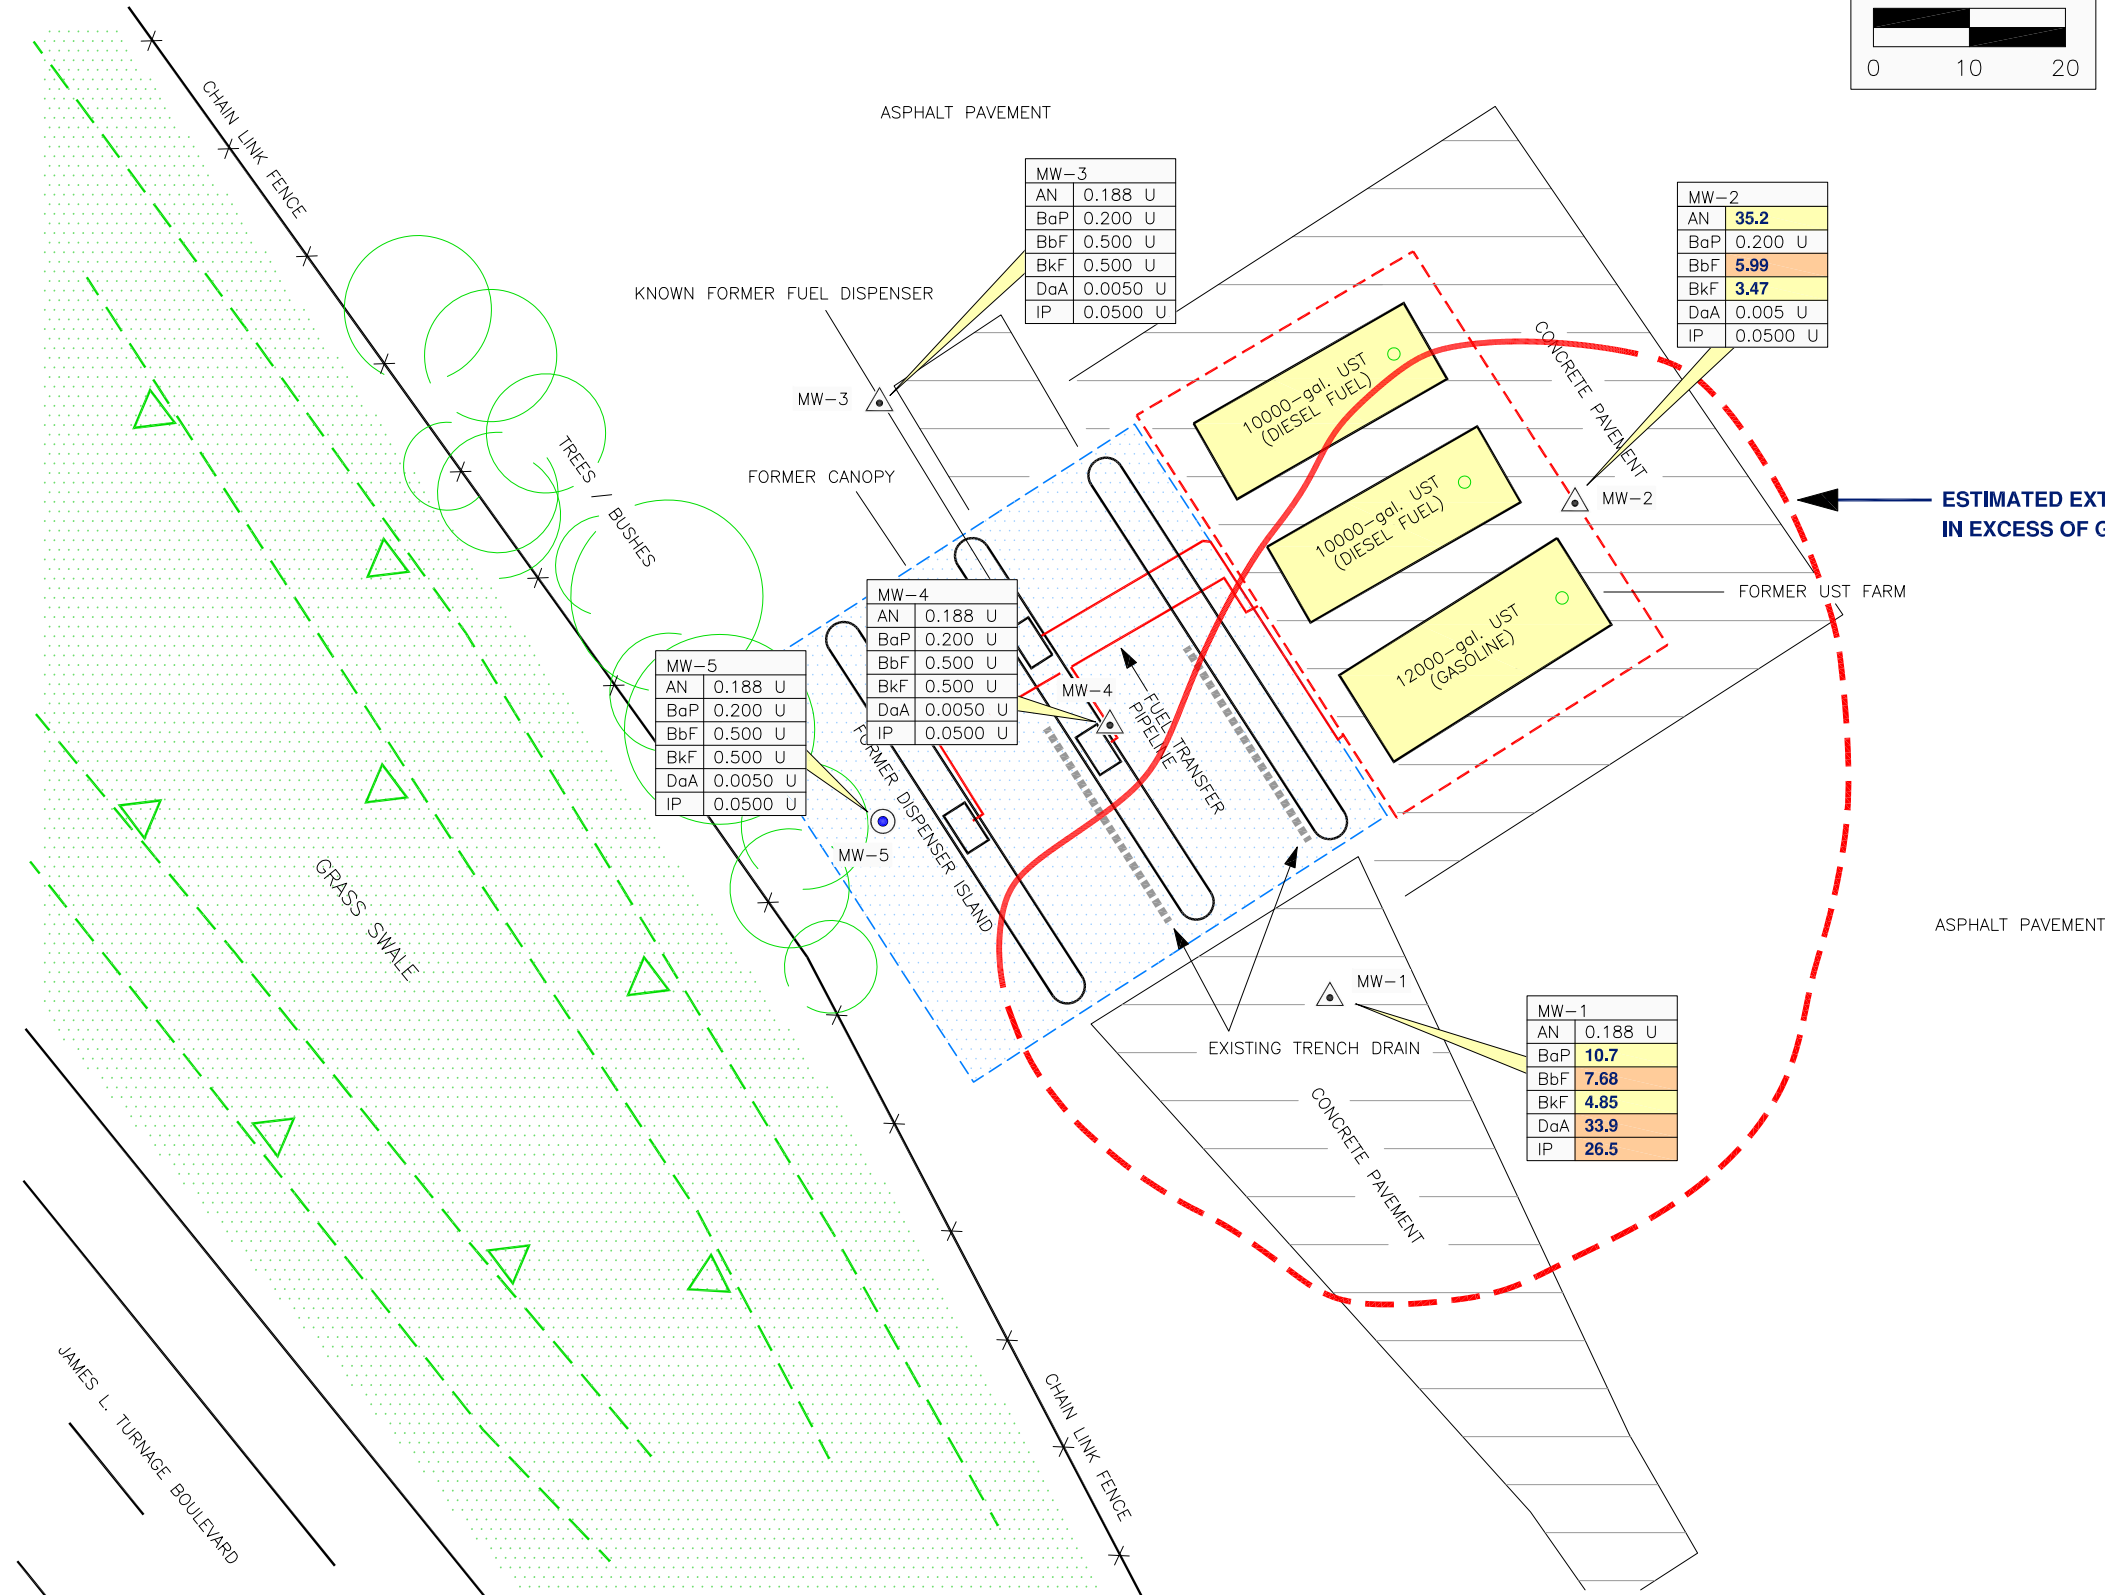 0 10 20
ASPHALT PAVEMENT
CHAIN LINK FENCE
MW-3
AN 0.188 U
BaP 0.200 U
BbF 0.500 U
BkF 0.500 U
DaA 0.0050 U
IP 0.0500 U
MW-2
AN 35.2
BaP 0.200 U
BbF 5.99
BkF 3.47
DaA 0.005 U
IP 0.0500 U
KNOWN FORMER FUEL DISPENSER
MW-3
FORMER CANOPY
TREES / BUSHES
10000-gal. UST
(DIESEL FUEL)
CONCRETE PAVEMENT
10000-gal. UST
(DIESEL FUEL)
MW-2
ESTIMATED EXT
IN EXCESS OF G
12000-gal. UST
(GASOLINE)
FORMER UST FARM
MW-4
AN 0.188 U
BaP 0.200 U
BbF 0.500 U
BkF 0.500 U
DaA 0.0050 U
IP 0.0500 U
MW-5
AN 0.188 U
BaP 0.200 U
BbF 0.500 U
BkF 0.500 U
DaA 0.0050 U
IP 0.0500 U
MW-4
FUEL TRANSFER
PIPELINE
MW-5
FORMER DISPENSER ISLAND
GRASS SWALE
ASPHALT PAVEMENT
MW-1
EXISTING TRENCH DRAIN
MW-1
AN 0.188 U
BaP 10.7
BbF 7.68
BkF 4.85
DaA 33.9
IP 26.5
CONCRETE PAVEMENT
CHAIN LINK FENCE
JAMES L. TURNAGE BOULEVARD